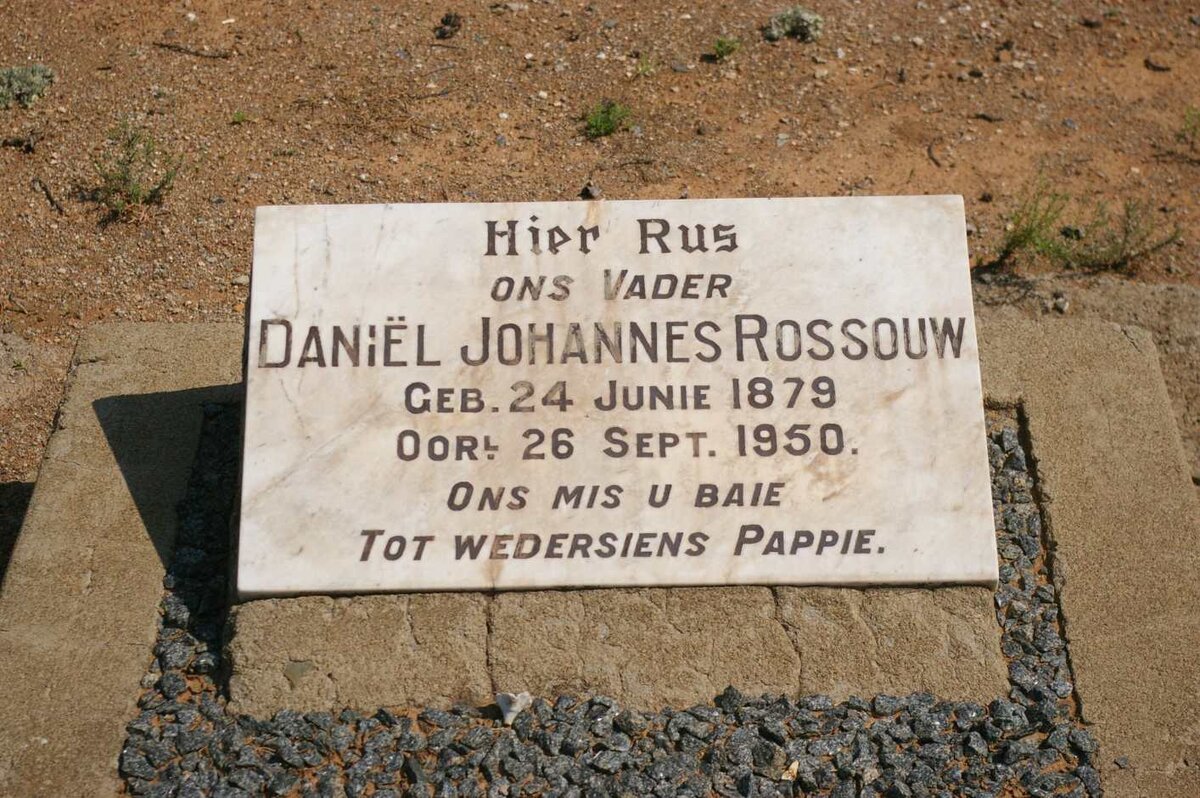 Hier Rus
ONS VADER
DANIËL JOHANNES ROSSOUW
GEB. 24 JUNIE 1879
OORL. 26 SEPT. 1950.
ONS MIS U BAIE
TOT WEDERSIENS PAPPIE.